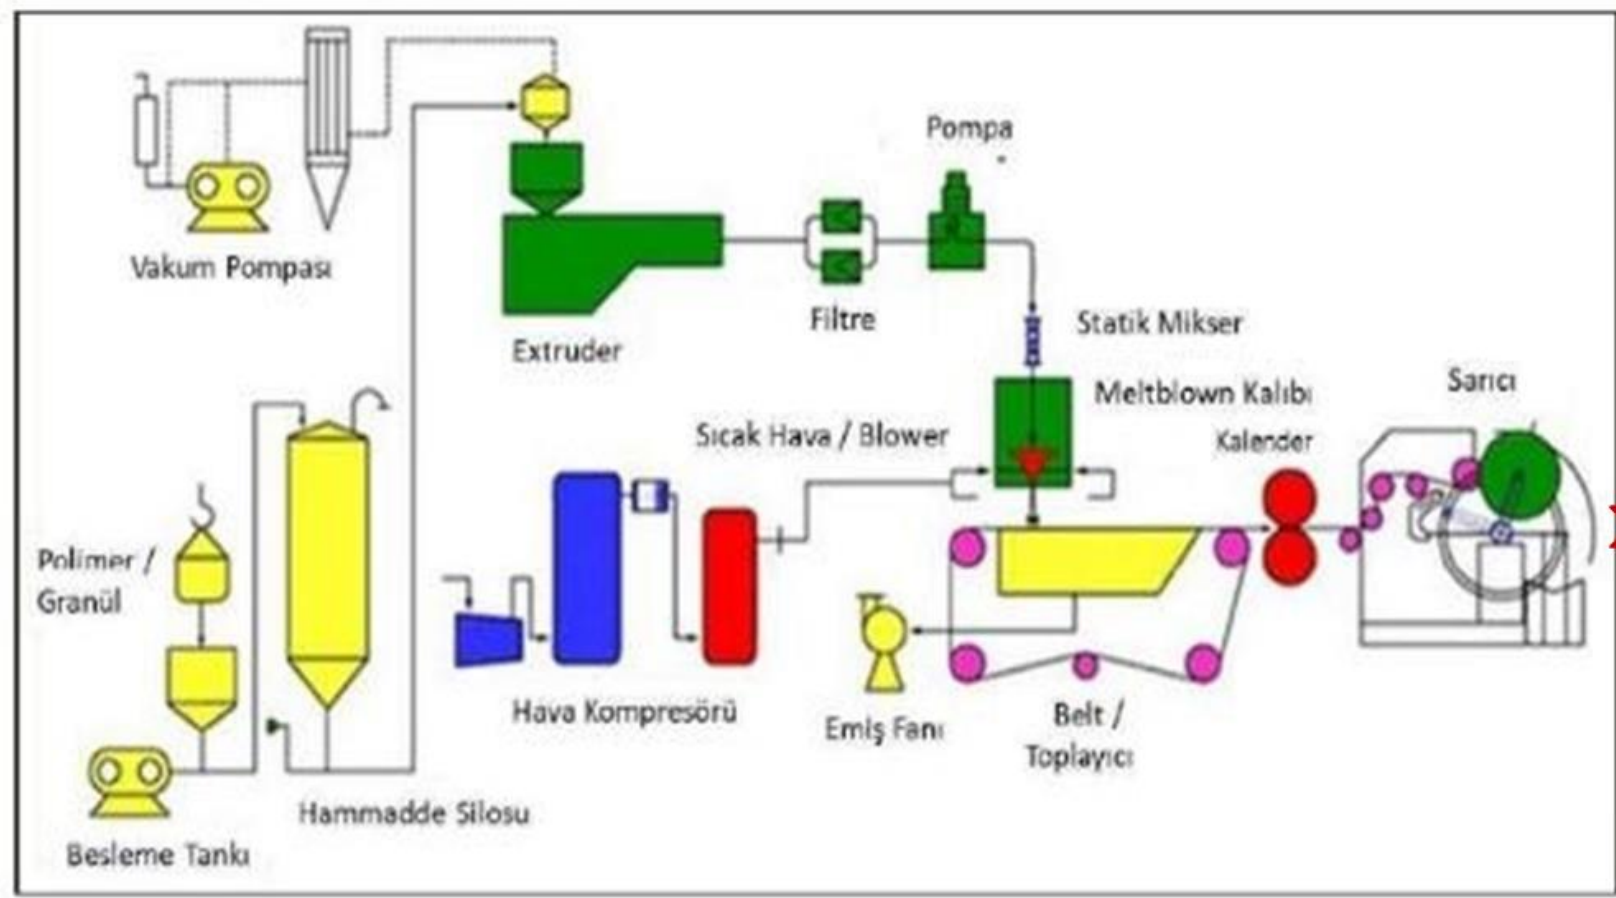 Pompa
Vakum Pompası
Filtre
Statik Mikser
Extruder
Sarıcı
Meltblown Kalıbı
Sıcak Hava / Blower
Kalender
Polimer /
Granül
Hava Kompresörü
Emiş Fanı
Belt /
Toplayıcı
Hammadde Silosu
Besleme Tankı